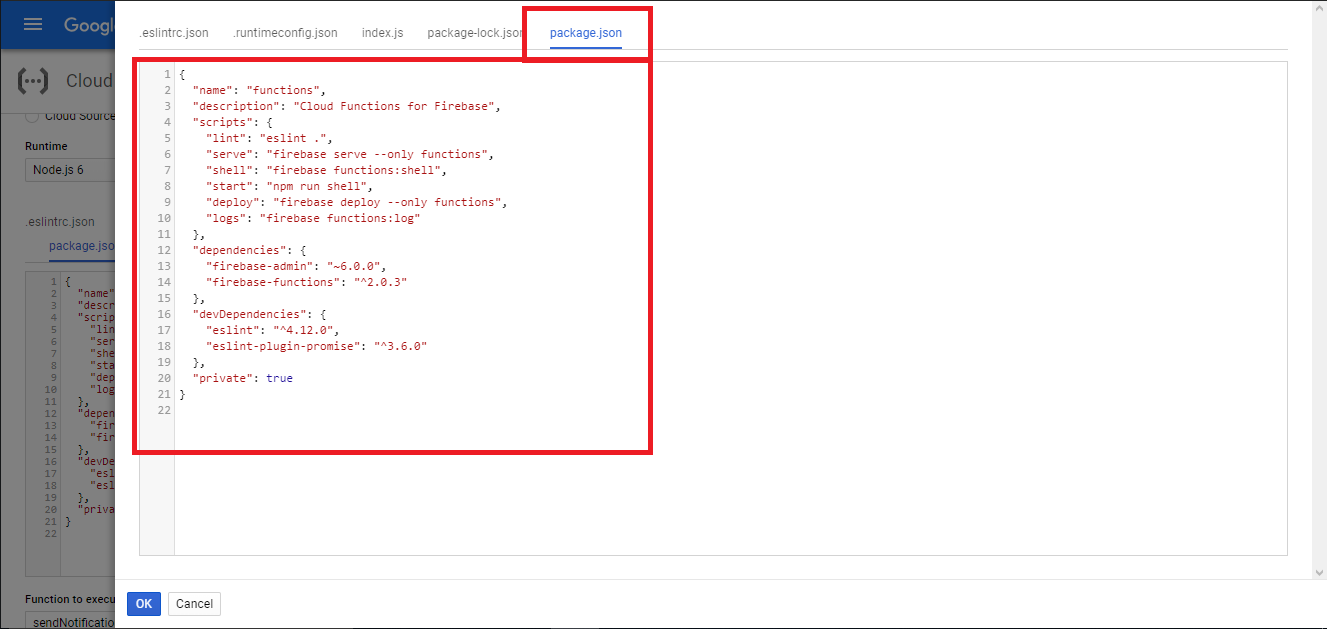 Googl
Cloud
Cloud Source
Runtime
Node.js 6
.eslintrc.json
package.jso
1 {
2 "name"
3 "descr
4 "scrip
5 "lin
6 "ser
7 "she
8 "sta
9 "dep
10 "log
11 },
12 "depen
13 "fir
14 "fir
15 },
16 "devDe
17 "esl
18 "esl
19 },
20 "priva
21 }
22
Function to execu
sendNotificatio
.eslintrc.json .runtimeconfig.json index.js package-lock.json package.json
1 {
2 "name": "functions",
3 "description": "Cloud Functions for Firebase",
4 "scripts": {
5 "lint": "eslint .",
6 "serve": "firebase serve --only functions",
7 "shell": "firebase functions:shell",
8 "start": "npm run shell",
9 "deploy": "firebase deploy --only functions",
10 "logs": "firebase functions:log"
11 },
12 "dependencies": {
13 "firebase-admin": "~6.0.0",
14 "firebase-functions": "^2.0.3"
15 },
16 "devDependencies": {
17 "eslint": "^4.12.0",
18 "eslint-plugin-promise": "^3.6.0"
19 },
20 "private": true
21 }
22
OK Cancel